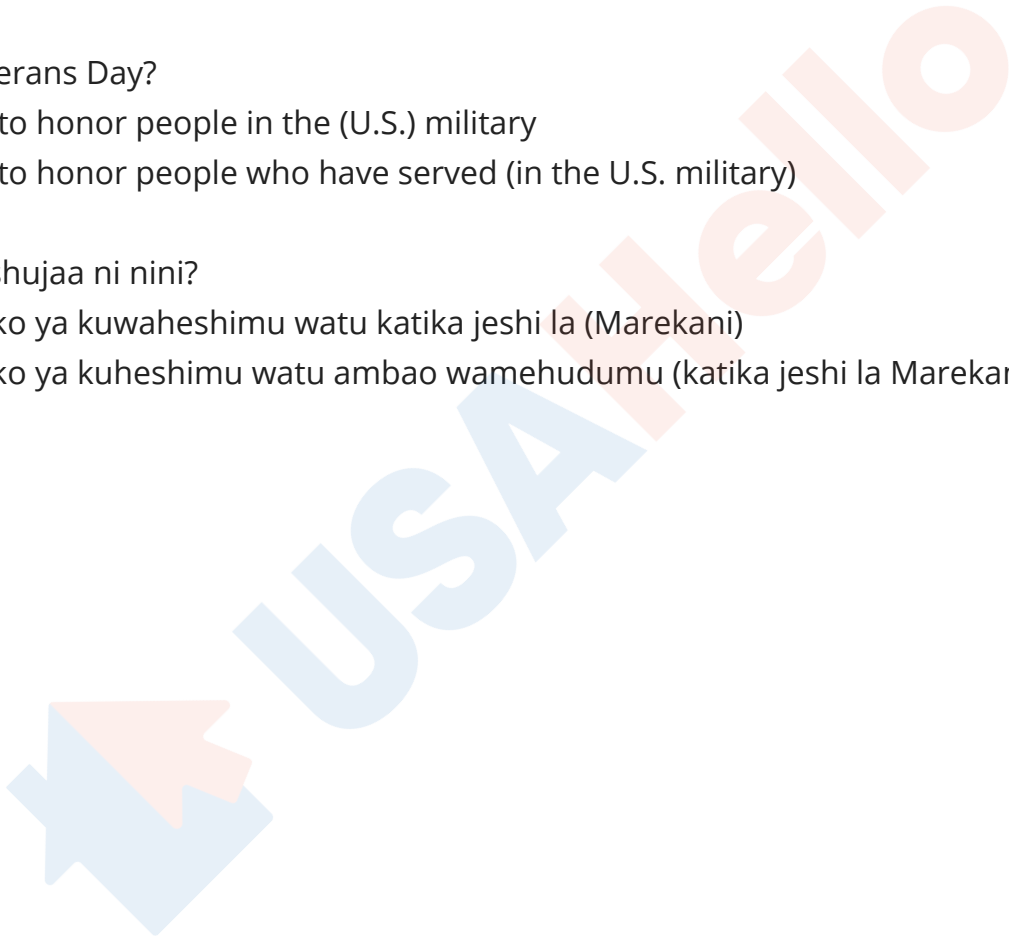 erans Day?
to honor people in the (U.S.) military
to honor people who have served (in the U.S. military)
shujaa ni nini?
ko ya kuwaheshimu watu katika jeshi la (Marekani)
ko ya kuheshimu watu ambao wamehudumu (katika jeshi la Marekan
USAHello